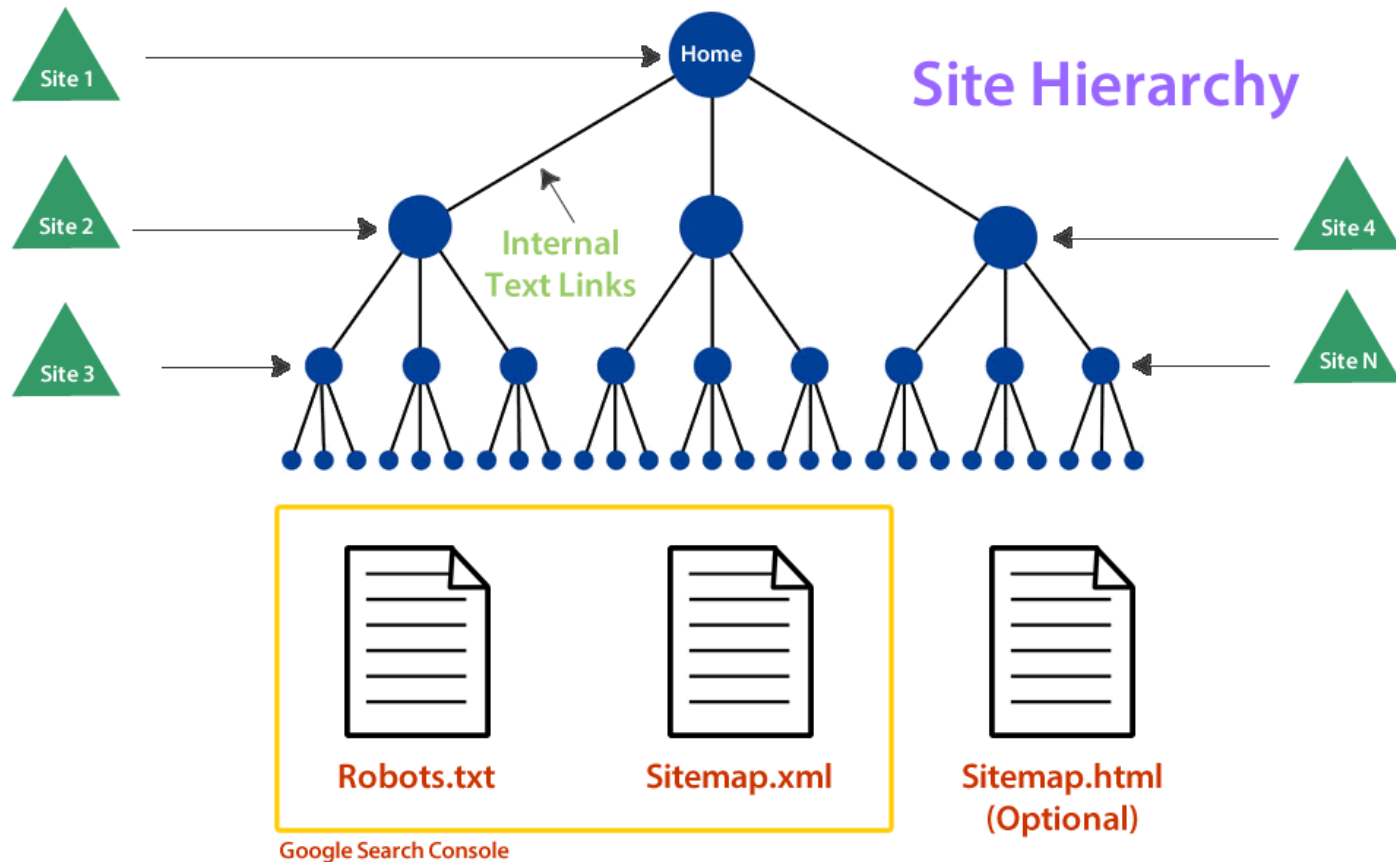 Home
Site 1
Site Hierarchy
Site 2
Site 4
Internal
Text Links
Site 3
Site N
Robots.txt
Sitemap.xml
Sitemap.html
(Optional)
Google Search Console